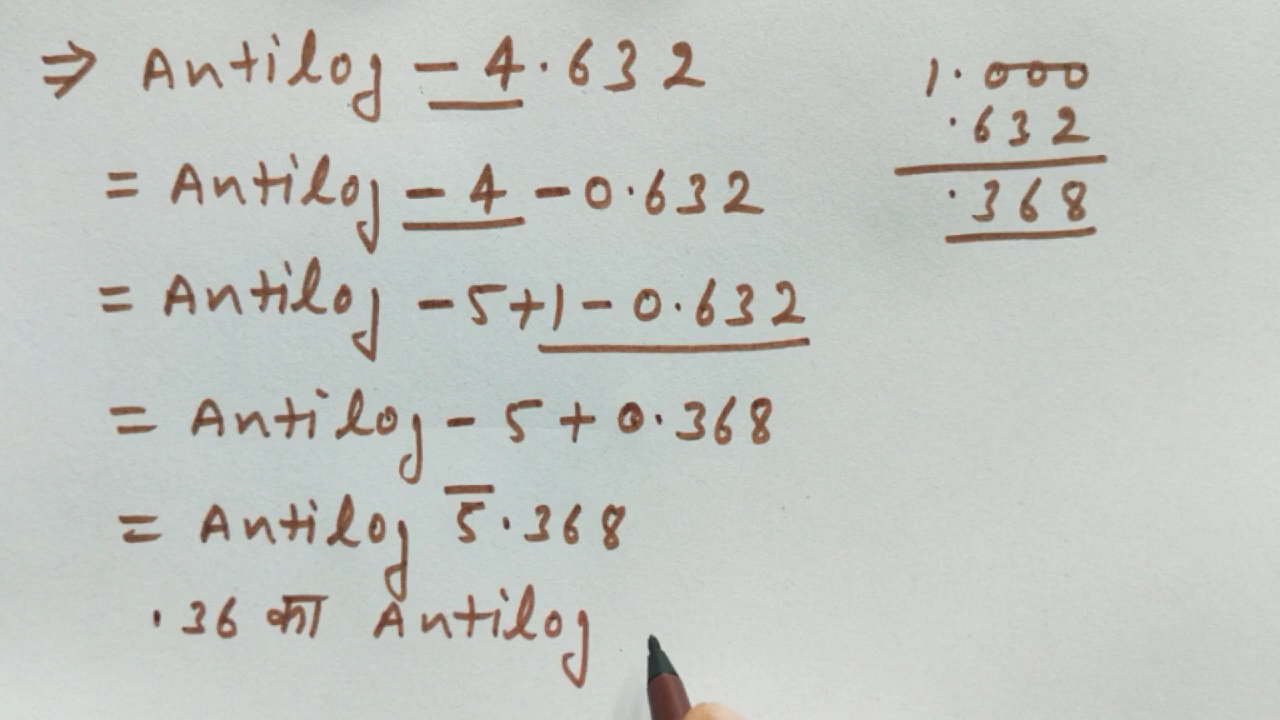 ⇒ Antilog -4.632
= Antilog -4 -0.632
= Antilog -5+1-0.632
= Antilog -5 + 0.368
= Antilog 5̅.368
.36 का Antilog
1.000
.632
.368